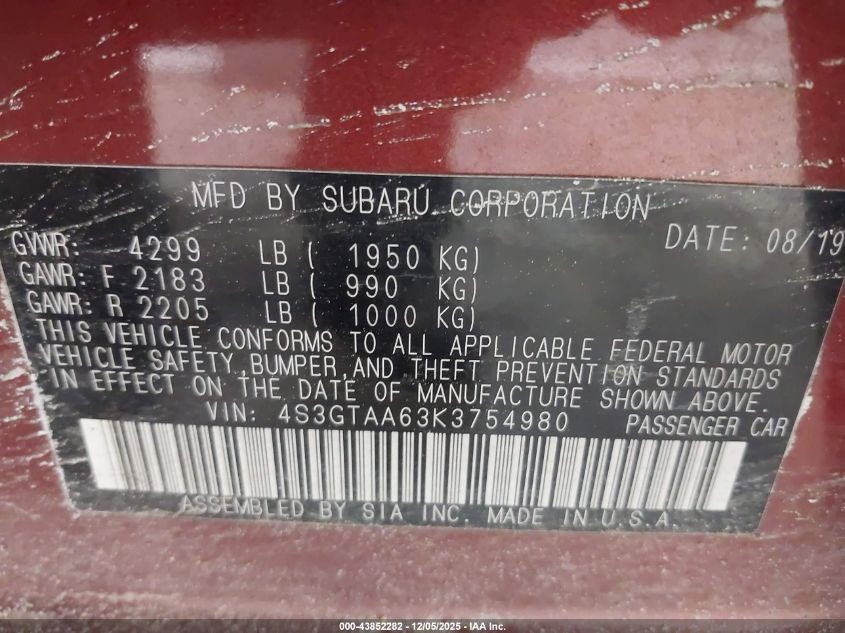 MFD BY SUBARU CORPORATION
DATE: 08/19
GVWR: 4299 LB ( 1950 KG)
GAWR: F 2183 LB ( 990 KG)
GAWR: R 2205 LB ( 1000 KG)
THIS VEHICLE CONFORMS TO ALL APPLICABLE FEDERAL MOTOR
VEHICLE SAFETY, BUMPER, AND THEFT PREVENTION STANDARDS
IN EFFECT ON THE DATE OF MANUFACTURE SHOWN ABOVE.
VIN: 4S3GTAA63K3754980 PASSENGER CAR
ASSEMBLED BY SIA INC. MADE IN U.S.A.
000-43852282 - 12/05/2025 - IAA Inc.